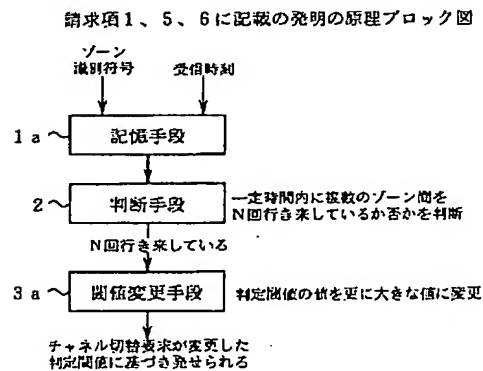 請求項1、5、6に記載の発明の原理ブロック図
ゾーン
識別符号
受信時刻
1a
記憶手段
2
判断手段
一定時間内に複数のゾーン間を
N回行き来しているか否かを判断
N回行き来している
3a
閾値変更手段
判定閾値の値を更に大きな値に変更
チャネル切替要求が変更した
判定閾値に基づき発せられる